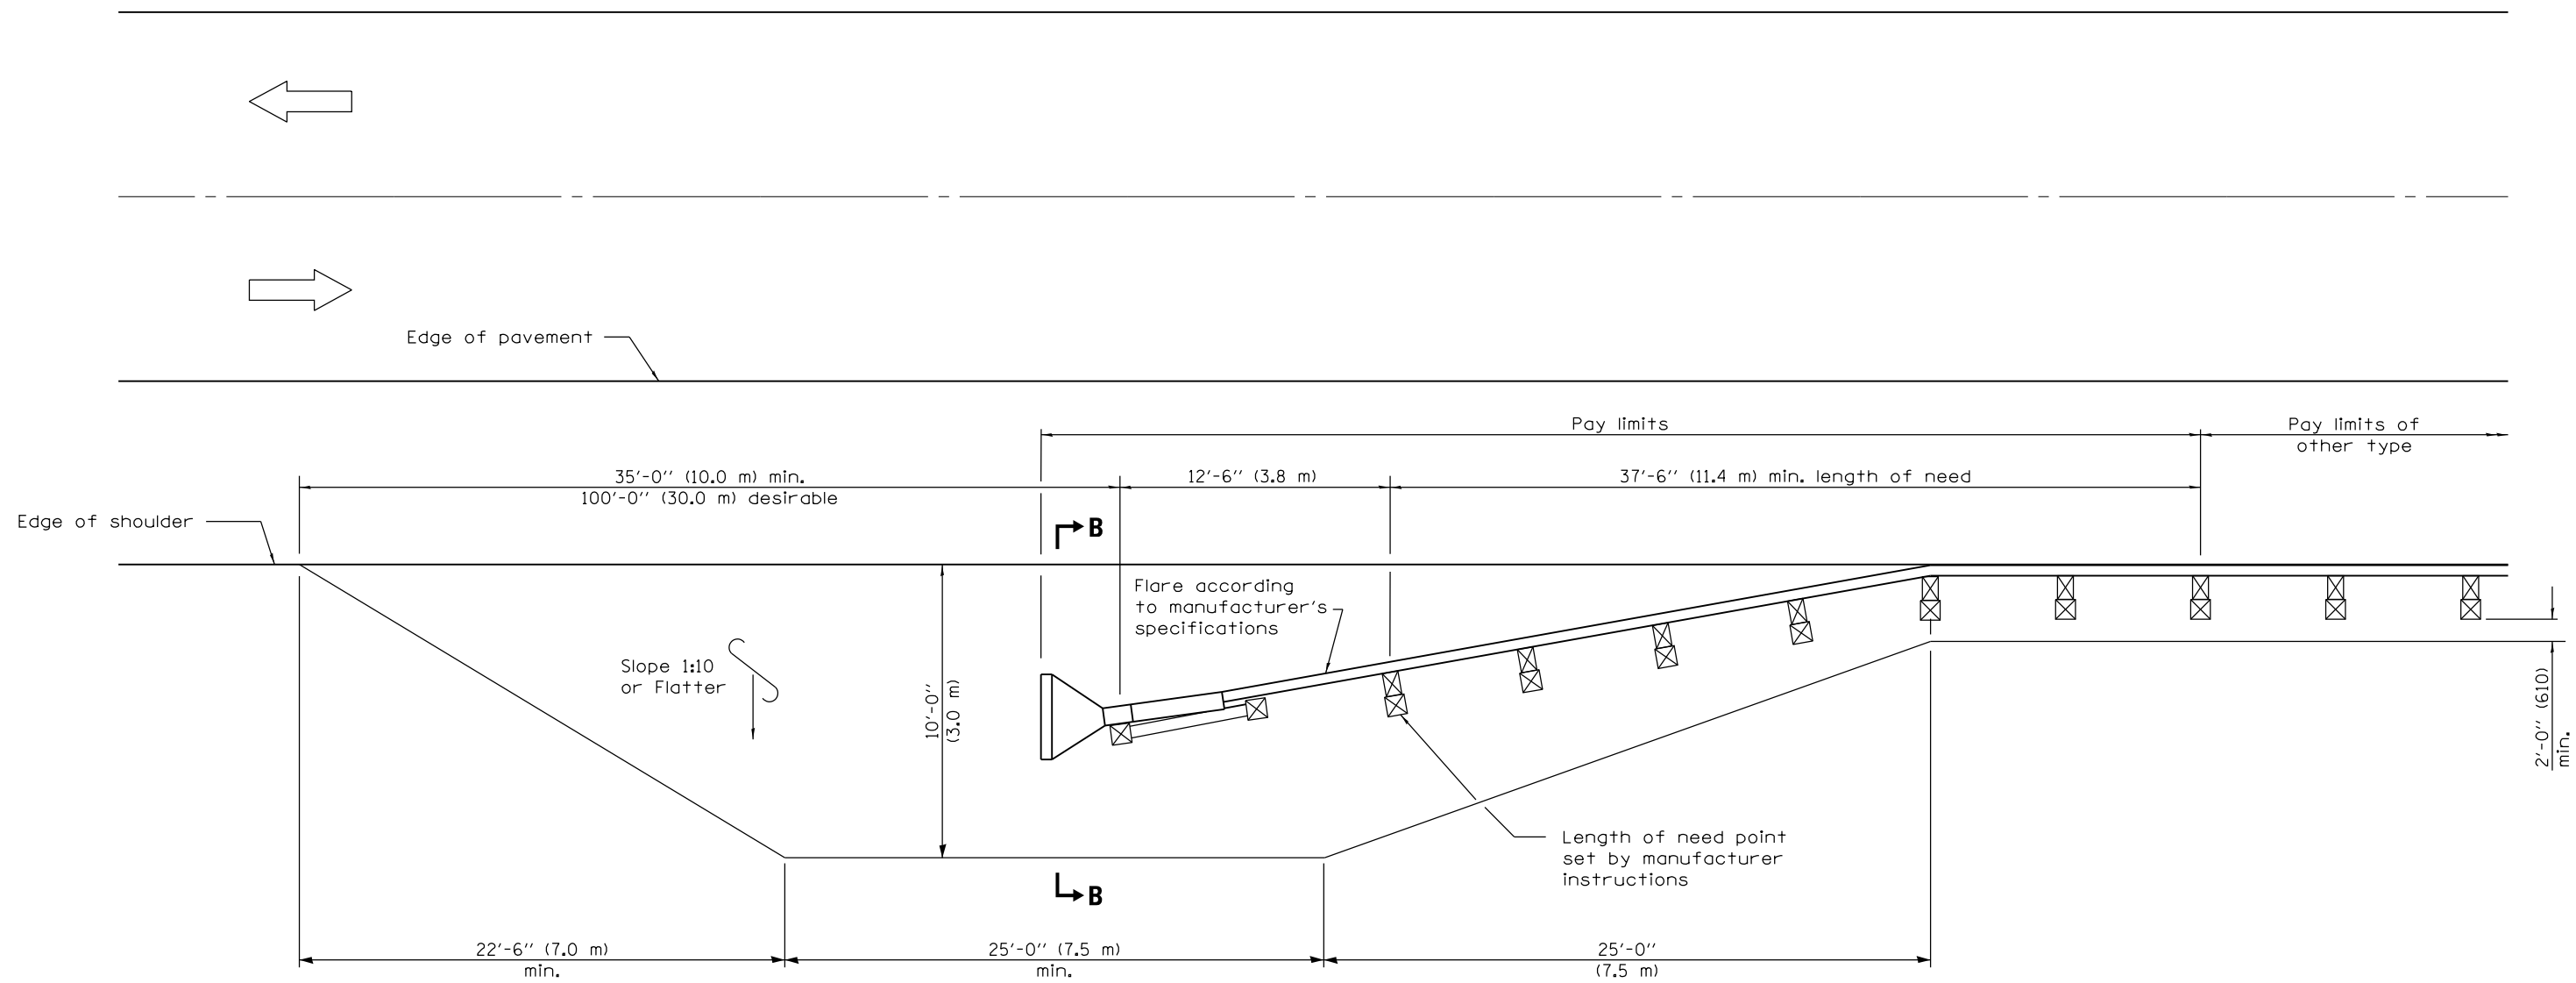 Edge of pavement
Pay limits
Pay limits of
other type
35'-0'' (10.0 m) min.
100'-0'' (30.0 m) desirable
12'-6'' (3.8 m)
37'-6'' (11.4 m) min. length of need
Edge of shoulder
B
Flare according
to manufacturer's
specifications
Slope 1:10
or Flatter
10'-0''
(3.0 m)
2'-0'' (610)
min.
Length of need point
set by manufacturer
instructions
B
22'-6'' (7.0 m)
min.
25'-0'' (7.5 m)
min.
25'-0''
(7.5 m)